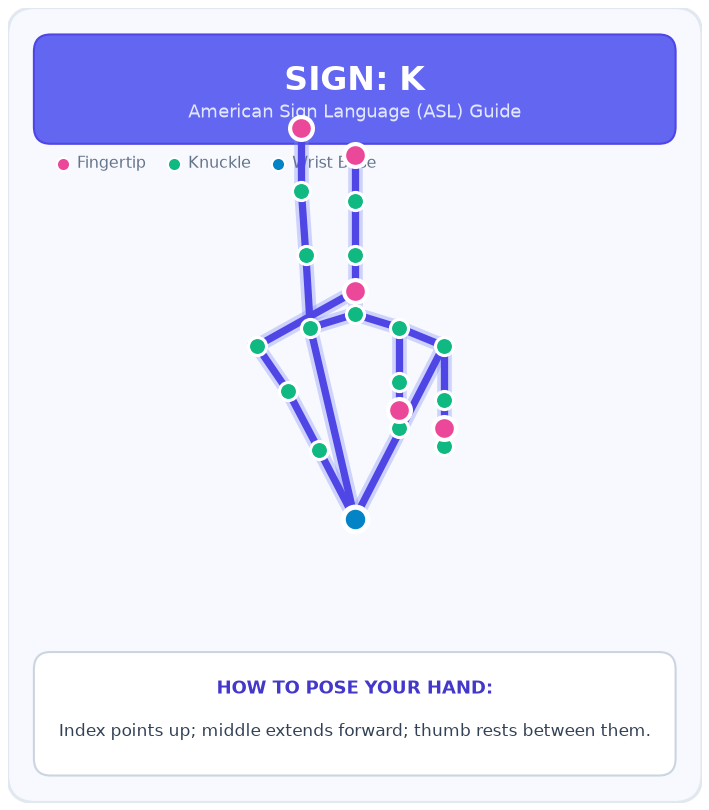 SIGN: K
American Sign Language (ASL) Guide
Fingertip Knuckle Wrist Base
HOW TO POSE YOUR HAND:
Index points up; middle extends forward; thumb rests between them.